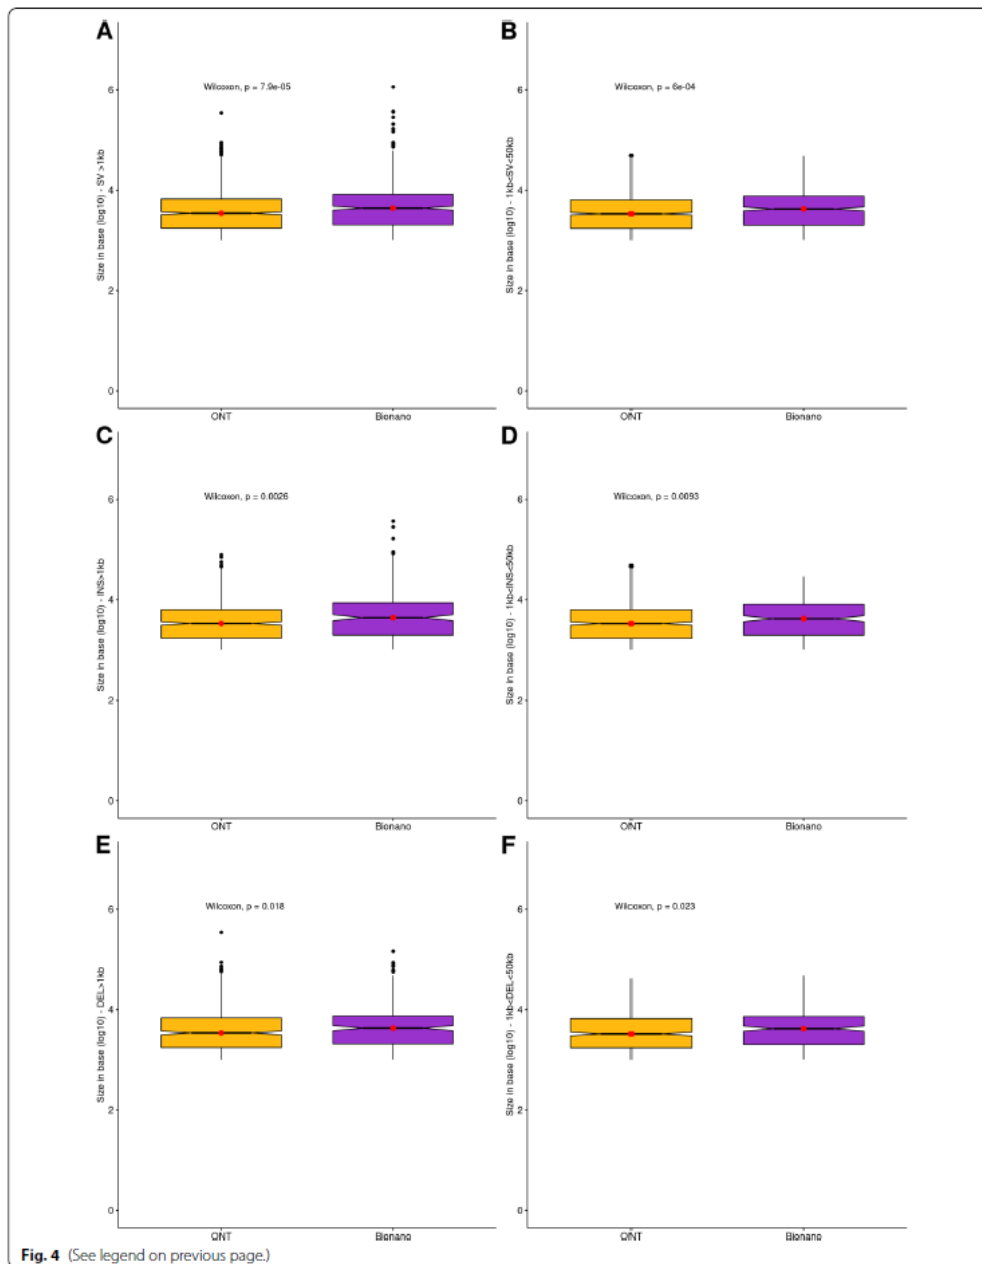 A
Wilcoxon, p = 7.9e-05
Size in base (log10) - SV >1kb
6
4
2
0
ONT
Bionano
B
Wilcoxon, p = 6e-04
Size in base (log10) - 1kb<SV<50kb
6
4
2
0
ONT
Bionano
C
Wilcoxon, p = 0.0026
Size in base (log10) - INS>1kb
6
4
2
0
ONT
Bionano
D
Wilcoxon, p = 0.0093
Size in base (log10) - 1kb<INS<50kb
6
4
2
0
ONT
Bionano
E
Wilcoxon, p = 0.018
Size in base (log10) - DEL>1kb
6
4
2
0
ONT
Bionano
F
Wilcoxon, p = 0.023
Size in base (log10) - 1kb<DEL<50kb
6
4
2
0
ONT
Bionano
Fig. 4 (See legend on previous page.)